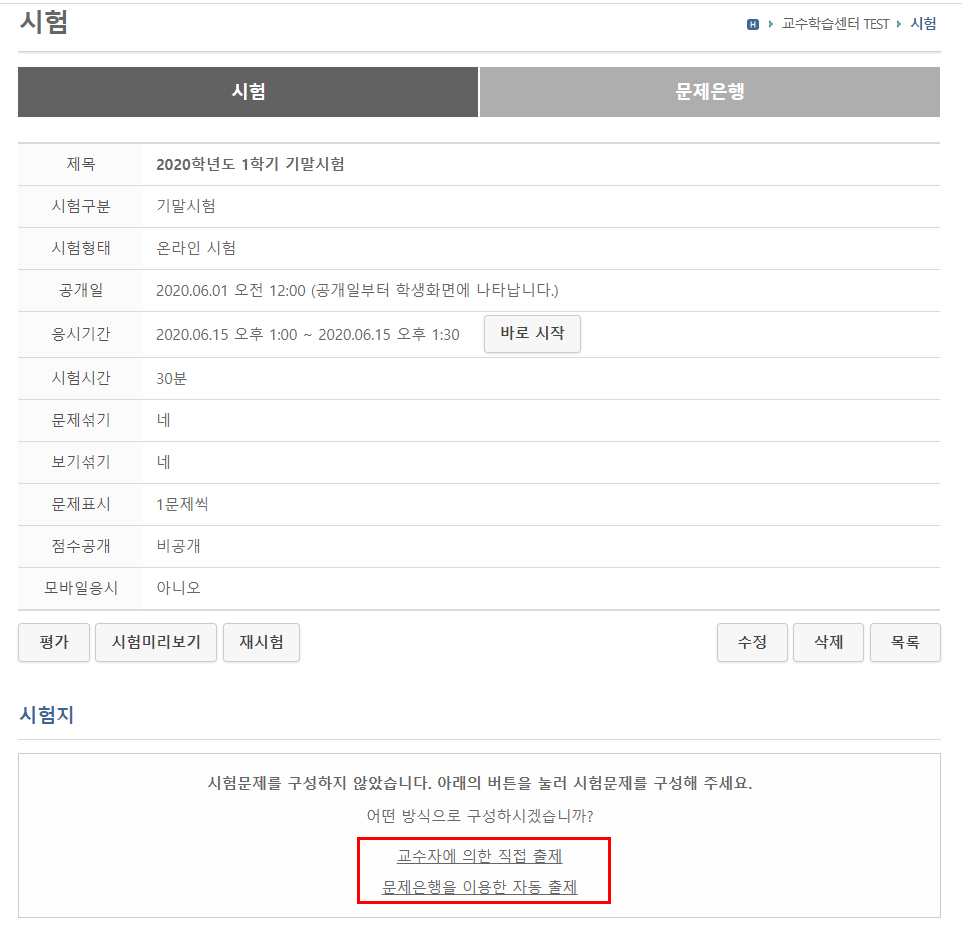 시험
H › 교수학습센터 TEST › 시험
시험 문제은행
제목 2020학년도 1학기 기말시험
시험구분 기말시험
시험형태 온라인 시험
공개일 2020.06.01 오전 12:00 (공개일부터 학생화면에 나타납니다.)
응시기간 2020.06.15 오후 1:00 ~ 2020.06.15 오후 1:30 바로 시작
시험시간 30분
문제섞기 네
보기섞기 네
문제표시 1문제씩
점수공개 비공개
모바일응시 아니오
평가 시험미리보기 재시험 수정 삭제 목록
시험지
시험문제를 구성하지 않았습니다. 아래의 버튼을 눌러 시험문제를 구성해 주세요.
어떤 방식으로 구성하시겠습니까?
교수자에 의한 직접 출제
문제은행을 이용한 자동 출제